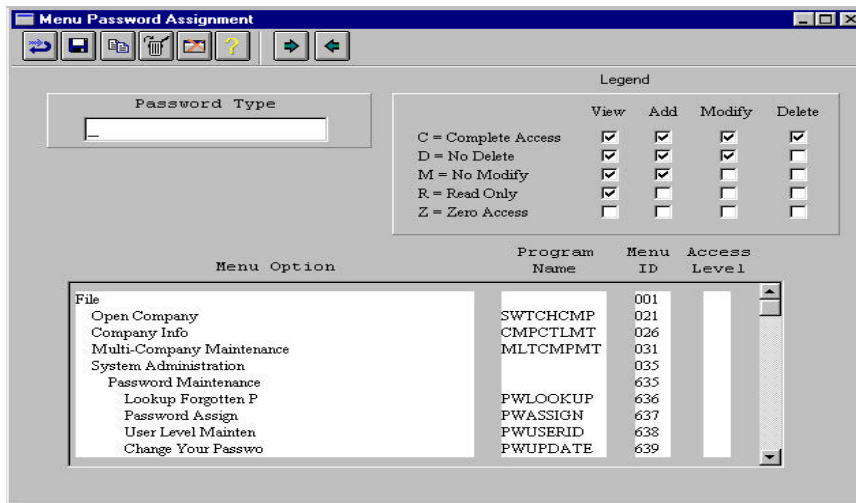 Menu Password Assignment
Legend
Password Type
View Add Modify Delete
C = Complete Access
D = No Delete
M = No Modify
R = Read Only
Z = Zero Access
Menu Option Program Name Menu ID Access Level
File 001
Open Company SWTCHCMP 021
Company Info CMPCTLMT 026
Multi-Company Maintenance MLTCMPMT 031
System Administration 035
Password Maintenance 635
Lookup Forgotten P PWLOOKUP 636
Password Assign PWASSIGN 637
User Level Mainten PWUSERID 638
Change Your Passwo PWUPDATE 639